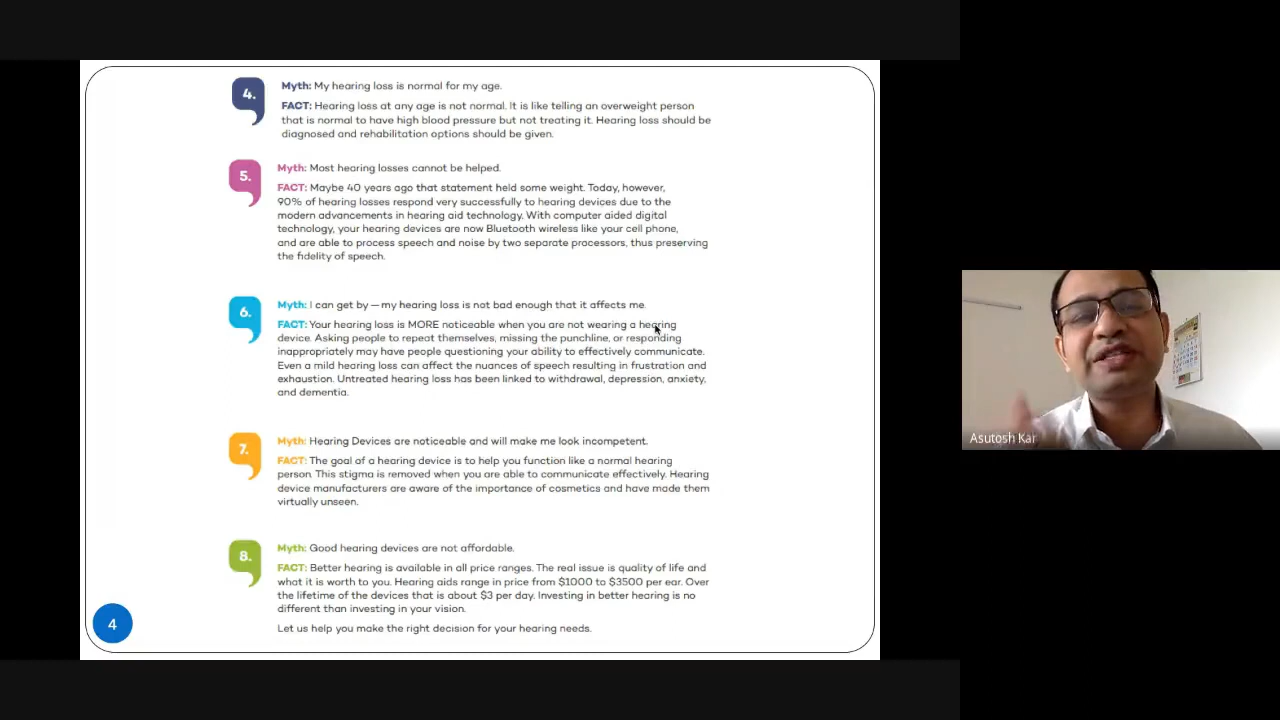 4.
Myth: My hearing loss is normal for my age.
FACT: Hearing loss at any age is not normal. It is like telling an overweight person
that is normal to have high blood pressure but not treating it. Hearing loss should be
diagnosed and rehabilitation options should be given.
5.
Myth: Most hearing losses cannot be helped.
FACT: Maybe 40 years ago that statement held some weight. Today, however,
90% of hearing losses respond very successfully to hearing devices due to the
modern advancements in hearing aid technology. With computer aided digital
technology, your hearing devices are now Bluetooth wireless like your cell phone,
and are able to process speech and noise by two separate processors, thus preserving
the fidelity of speech.
6.
Myth: I can get by — my hearing loss is not bad enough that it affects me.
FACT: Your hearing loss is MORE noticeable when you are not wearing a hearing
device. Asking people to repeat themselves, missing the punchline, or responding
inappropriately may have people questioning your ability to effectively communicate.
Even a mild hearing loss can affect the nuances of speech resulting in frustration and
exhaustion. Untreated hearing loss has been linked to withdrawal, depression, anxiety,
and dementia.
7.
Myth: Hearing Devices are noticeable and will make me look incompetent.
FACT: The goal of a hearing device is to help you function like a normal hearing
person. This stigma is removed when you are able to communicate effectively. Hearing
device manufacturers are aware of the importance of cosmetics and have made them
virtually unseen.
8.
Myth: Good hearing devices are not affordable.
FACT: Better hearing is available in all price ranges. The real issue is quality of life and
what it is worth to you. Hearing aids range in price from $1000 to $3500 per ear. Over
the lifetime of the devices that is about $3 per day. Investing in better hearing is no
different than investing in your vision.
Let us help you make the right decision for your hearing needs.
4
Asutosh Kar